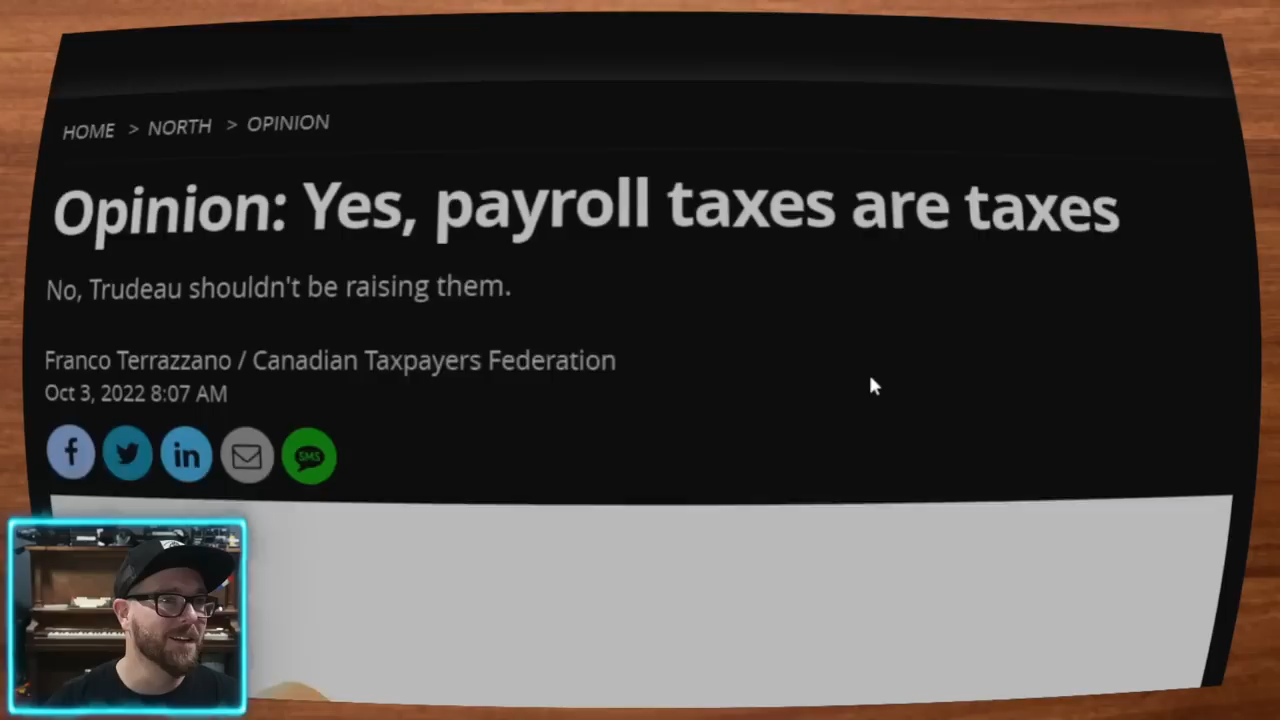 HOME > NORTH > OPINION
Opinion: Yes, payroll taxes are taxes
No, Trudeau shouldn't be raising them.
Franco Terrazzano / Canadian Taxpayers Federation
Oct 3, 2022 8:07 AM
f in SMS